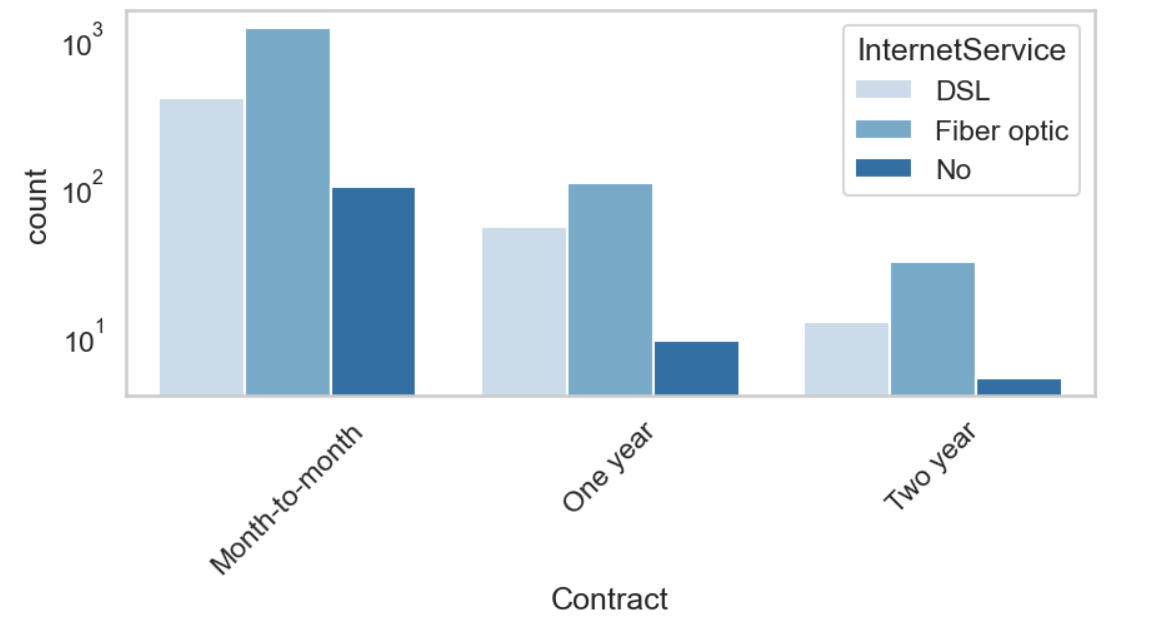 10³
10²
10¹
count
InternetService
DSL
Fiber optic
No
Month-to-month
One year
Two year
Contract